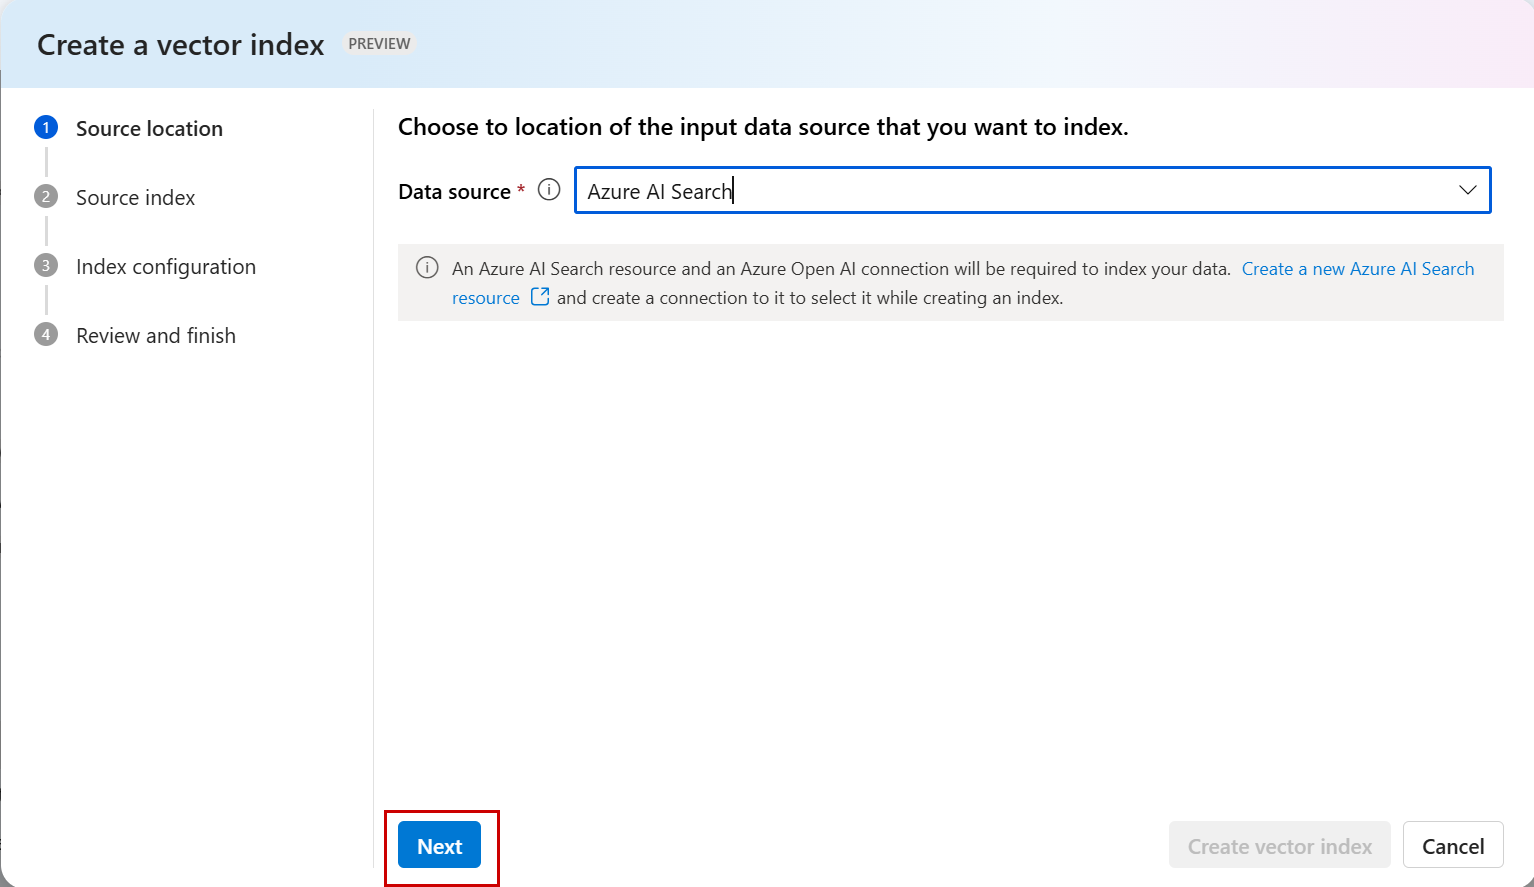 Create a vector index PREVIEW
1 Source location
2 Source index
3 Index configuration
4 Review and finish
Choose to location of the input data source that you want to index.
Data source * Azure AI Search
An Azure AI Search resource and an Azure Open AI connection will be required to index your data. Create a new Azure AI Search
resource and create a connection to it to select it while creating an index.
Next
Create vector index
Cancel